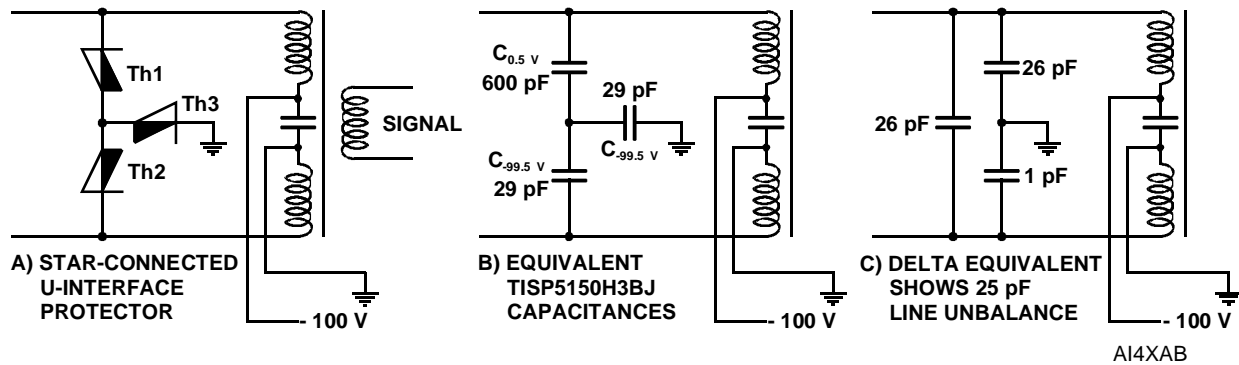 Th1
Th3
Th2
SIGNAL
- 100 V
A) STAR-CONNECTED
U-INTERFACE
PROTECTOR
C0.5 V
600 pF
29 pF
C-99.5 V
C-99.5 V
29 pF
- 100 V
B) EQUIVALENT
TISP5150H3BJ
CAPACITANCES
26 pF
26 pF
1 pF
- 100 V
C) DELTA EQUIVALENT
SHOWS 25 pF
LINE UNBALANCE
AI4XAB